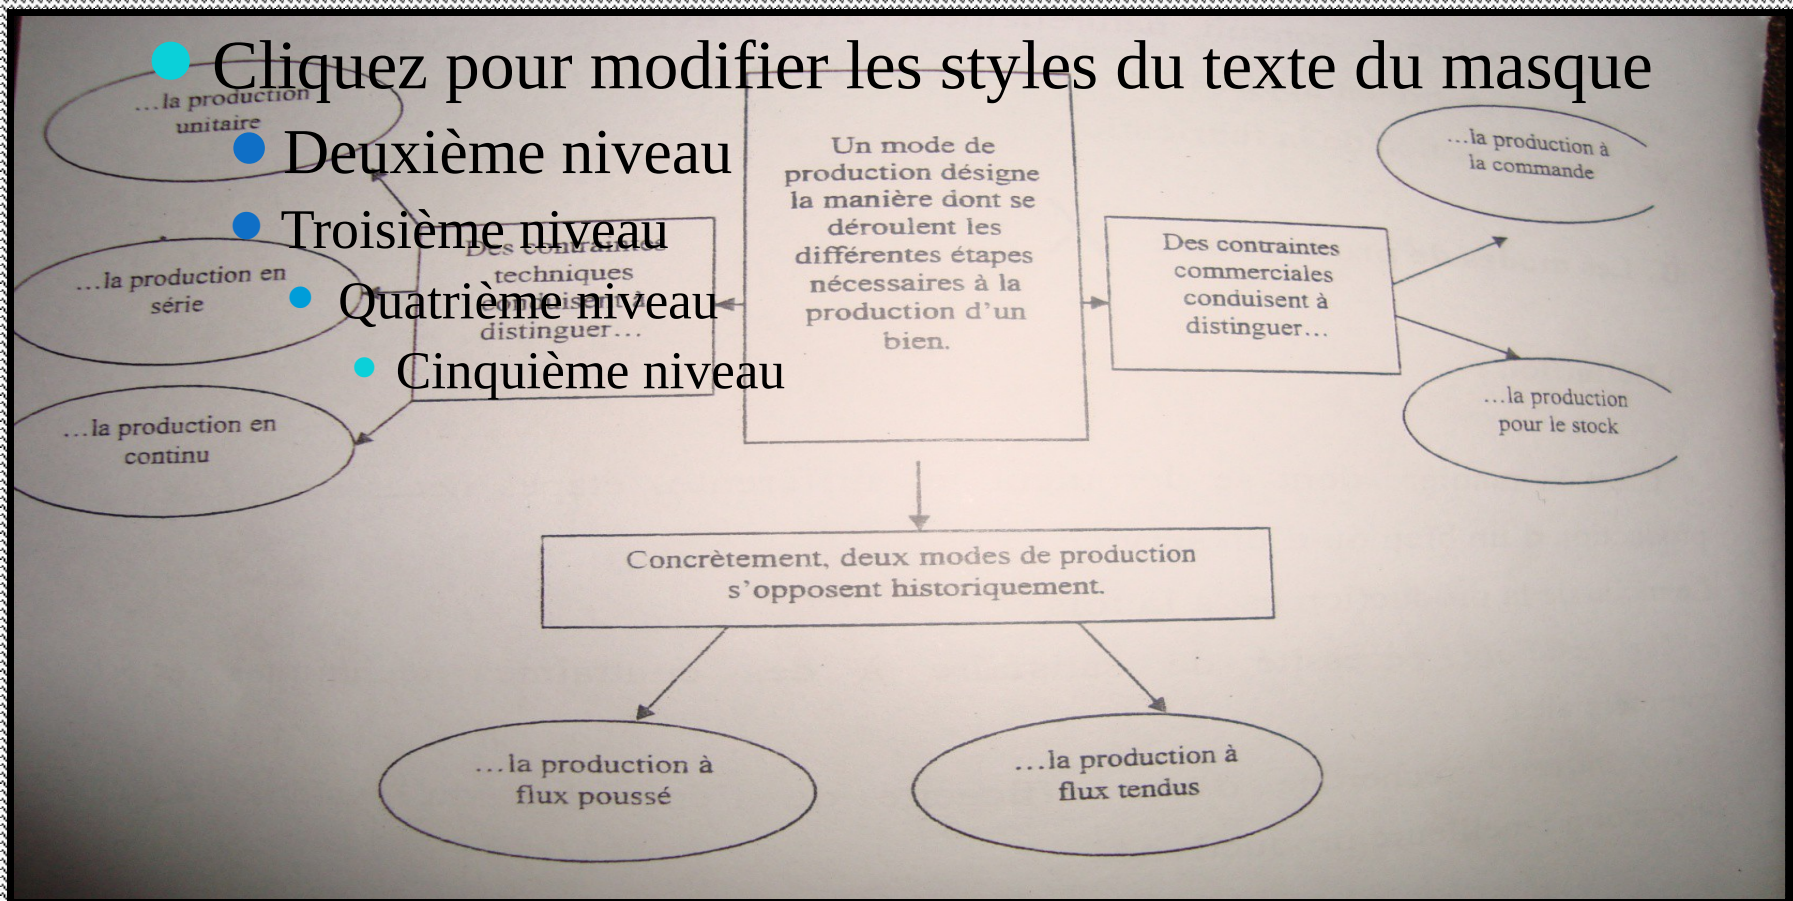 Cliquez pour modifier les styles du texte du masque
Deuxième niveau
Troisième niveau
Quatrième niveau
Cinquième niveau
…la production
unitaire
…la production en
série
…la production en
continu
Des contraintes
techniques
conduisent à
distinguer…
Un mode de
production désigne
la manière dont se
déroulent les
différentes étapes
nécessaires à la
production d’un
bien.
Des contraintes
commerciales
conduisent à
distinguer…
…la production à
la commande
…la production
pour le stock
Concrètement, deux modes de production
s’opposent historiquement.
…la production à
flux poussé
…la production à
flux tendus